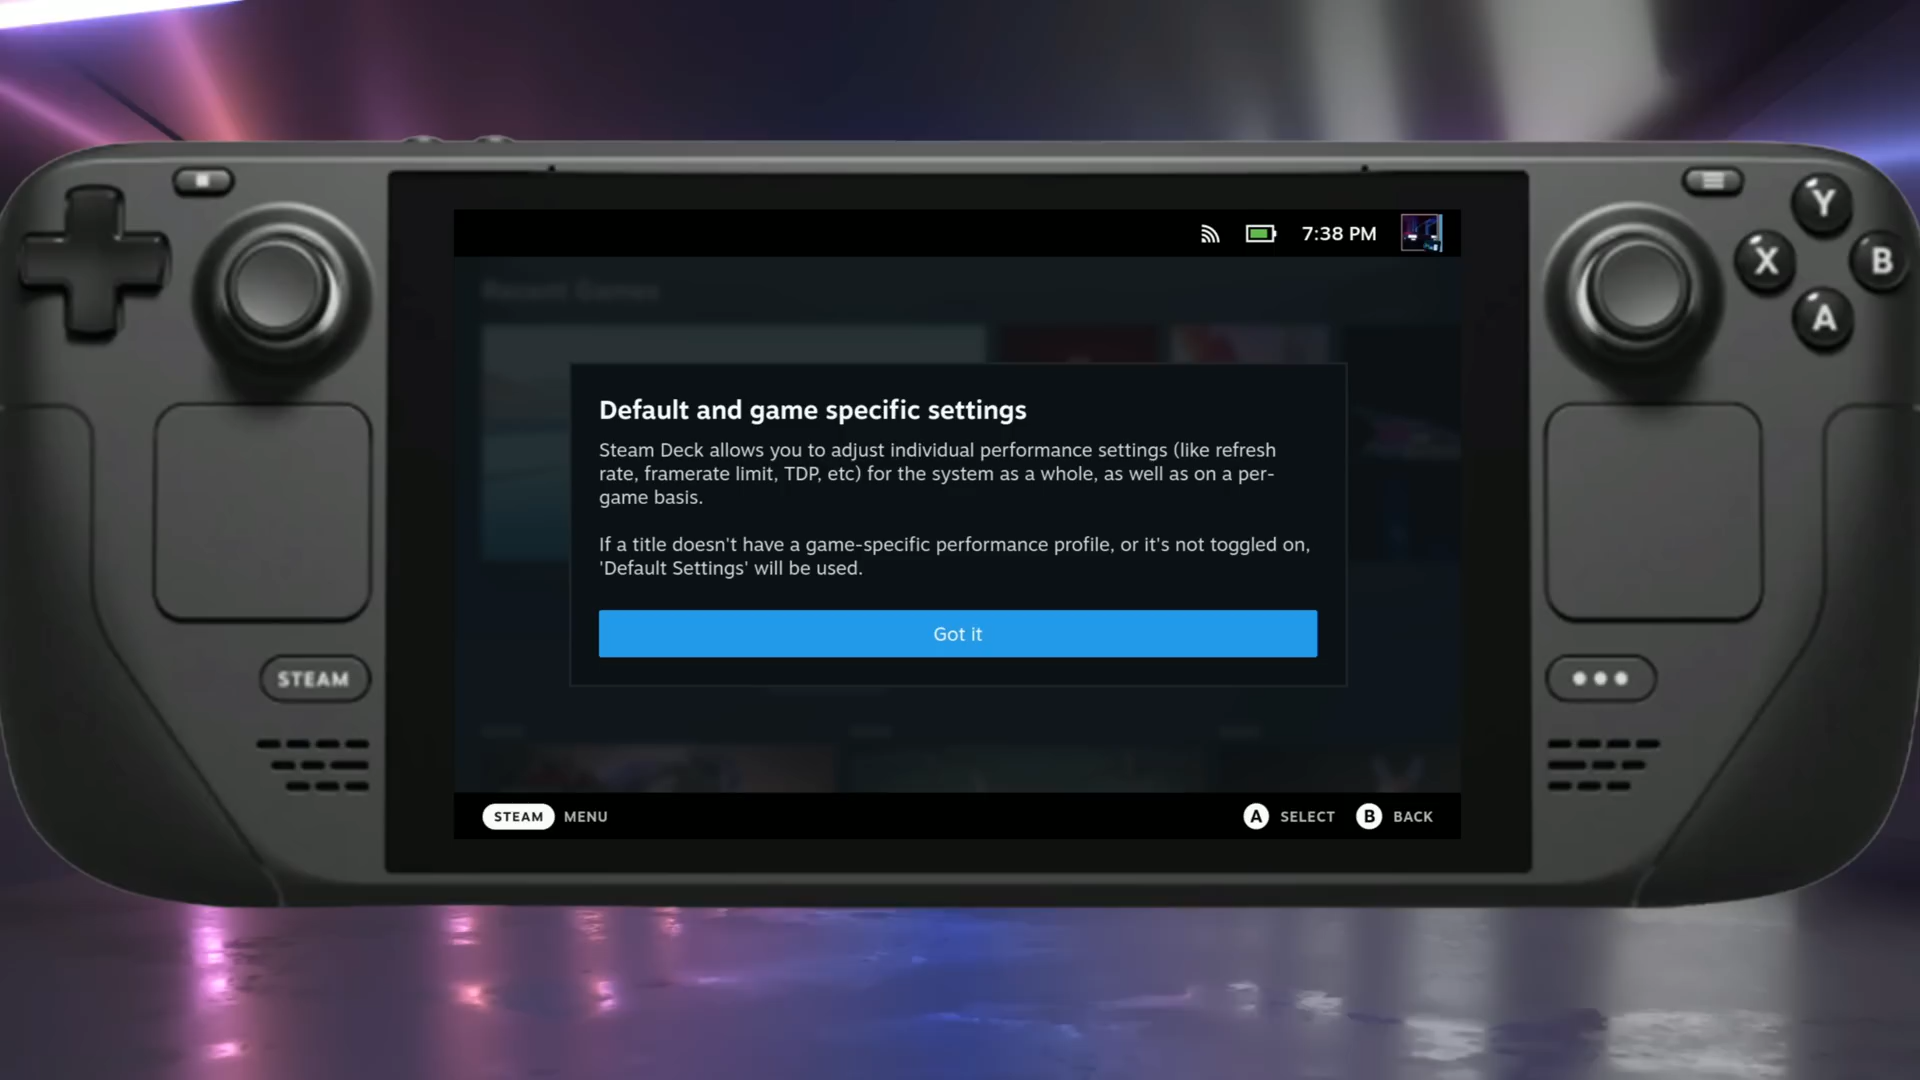 7:38 PM
Recent Games
Default and game specific settings
Steam Deck allows you to adjust individual performance settings (like refresh
rate, framerate limit, TDP, etc) for the system as a whole, as well as on a per-
game basis.
If a title doesn't have a game-specific performance profile, or it's not toggled on,
'Default Settings' will be used.
Got it
STEAM MENU
A SELECT B BACK
Y
X
B
A
STEAM